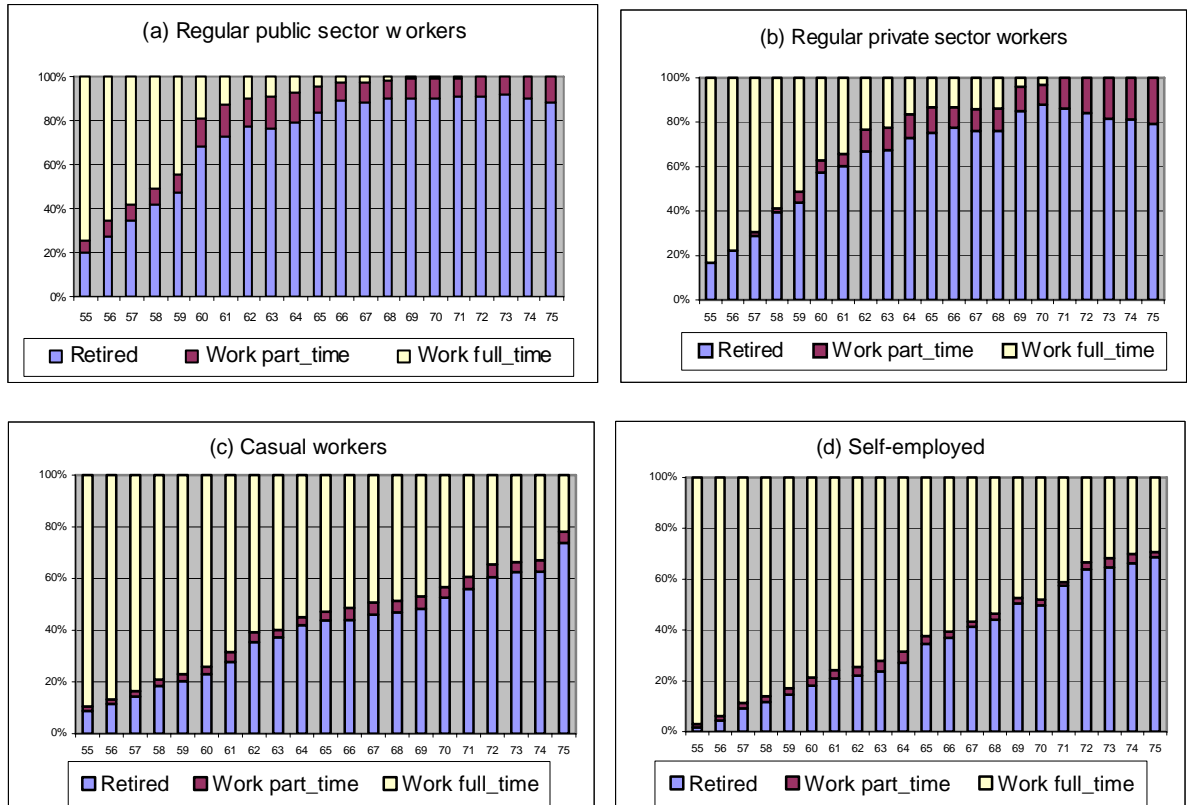 (a) Regular public sector workers
100%
80%
60%
40%
20%
0%
55 56 57 58 59 60 61 62 63 64 65 66 67 68 69 70 71 72 73 74 75
Retired Work part_time Work full_time
(b) Regular private sector workers
100%
80%
60%
40%
20%
0%
55 56 57 58 59 60 61 62 63 64 65 66 67 68 69 70 71 72 73 74 75
Retired Work part_time Work full_time
(c) Casual workers
100%
80%
60%
40%
20%
0%
55 56 57 58 59 60 61 62 63 64 65 66 67 68 69 70 71 72 73 74 75
Retired Work part_time Work full_time
(d) Self-employed
100%
80%
60%
40%
20%
0%
55 56 57 58 59 60 61 62 63 64 65 66 67 68 69 70 71 72 73 74 75
Retired Work part_time Work full_time